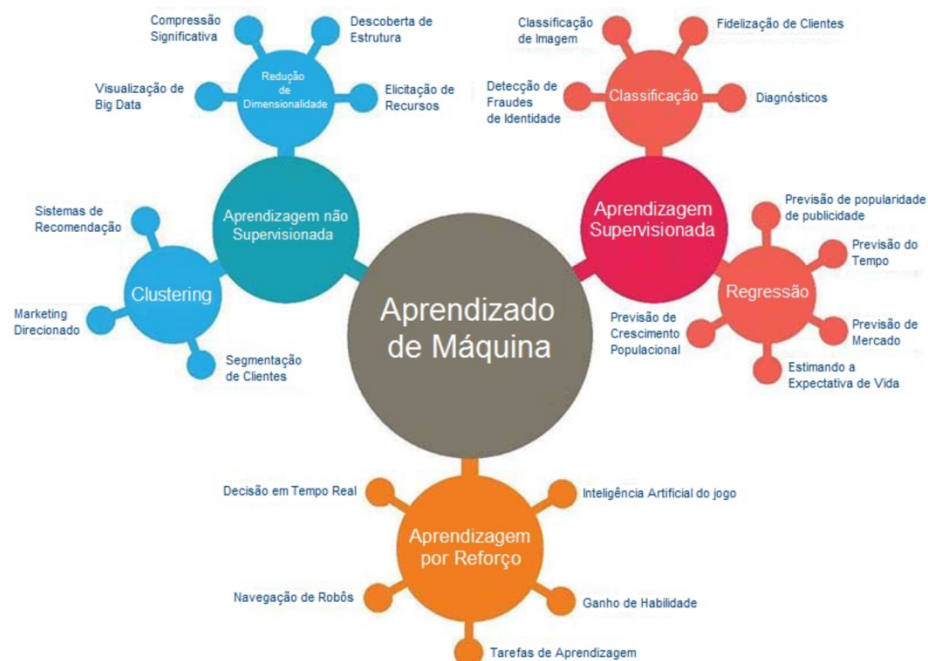 Compressão
Significativa
Descoberta de
Estrutura
Visualização de
Big Data
Redução
de
Dimensionalidade
Elicitação de
Recursos
Classificação
de Imagem
Fidelização de Clientes
Detecção de
Fraudes
de Identidade
Classificação
Diagnósticos
Sistemas de
Recomendação
Aprendizagem não
Supervisionada
Clustering
Marketing
Direcionado
Segmentação
de Clientes
Aprendizado
de Máquina
Aprendizagem
Supervisionada
Previsão de popularidade
de publicidade
Previsão do
Tempo
Regressão
Previsão de
Crescimento
Populacional
Previsão de
Mercado
Estimando a
Expectativa de Vida
Decisão em Tempo Real
Inteligência Artificial do jogo
Aprendizagem
por Reforço
Navegação de Robôs
Ganho de Habilidade
Tarefas de Aprendizagem